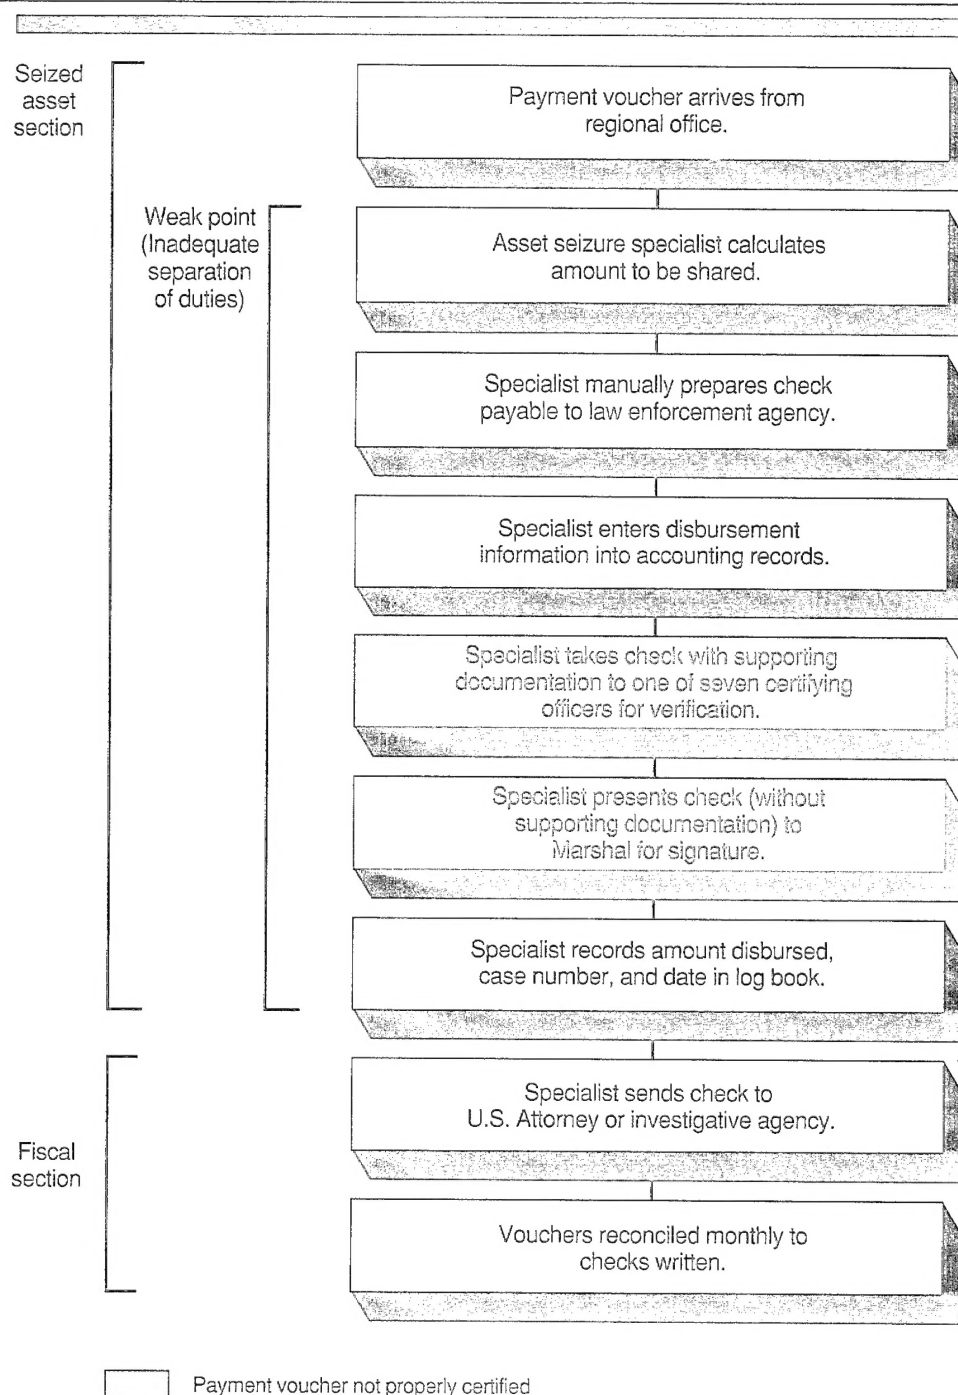 Seized
asset
section
Payment voucher arrives from
regional office.
Weak point
(Inadequate
separation
of duties)
Asset seizure specialist calculates
amount to be shared.
Specialist manually prepares check
payable to law enforcement agency.
Specialist enters disbursement
information into accounting records.
Specialist takes check with supporting
documentation to one of seven certifying
officers for verification.
Specialist presents check (without
supporting documentation) to
Marshal for signature.
Specialist records amount disbursed,
case number, and date in log book.
Fiscal
section
Specialist sends check to
U.S. Attorney or investigative agency.
Vouchers reconciled monthly to
checks written.
Payment voucher not properly certified